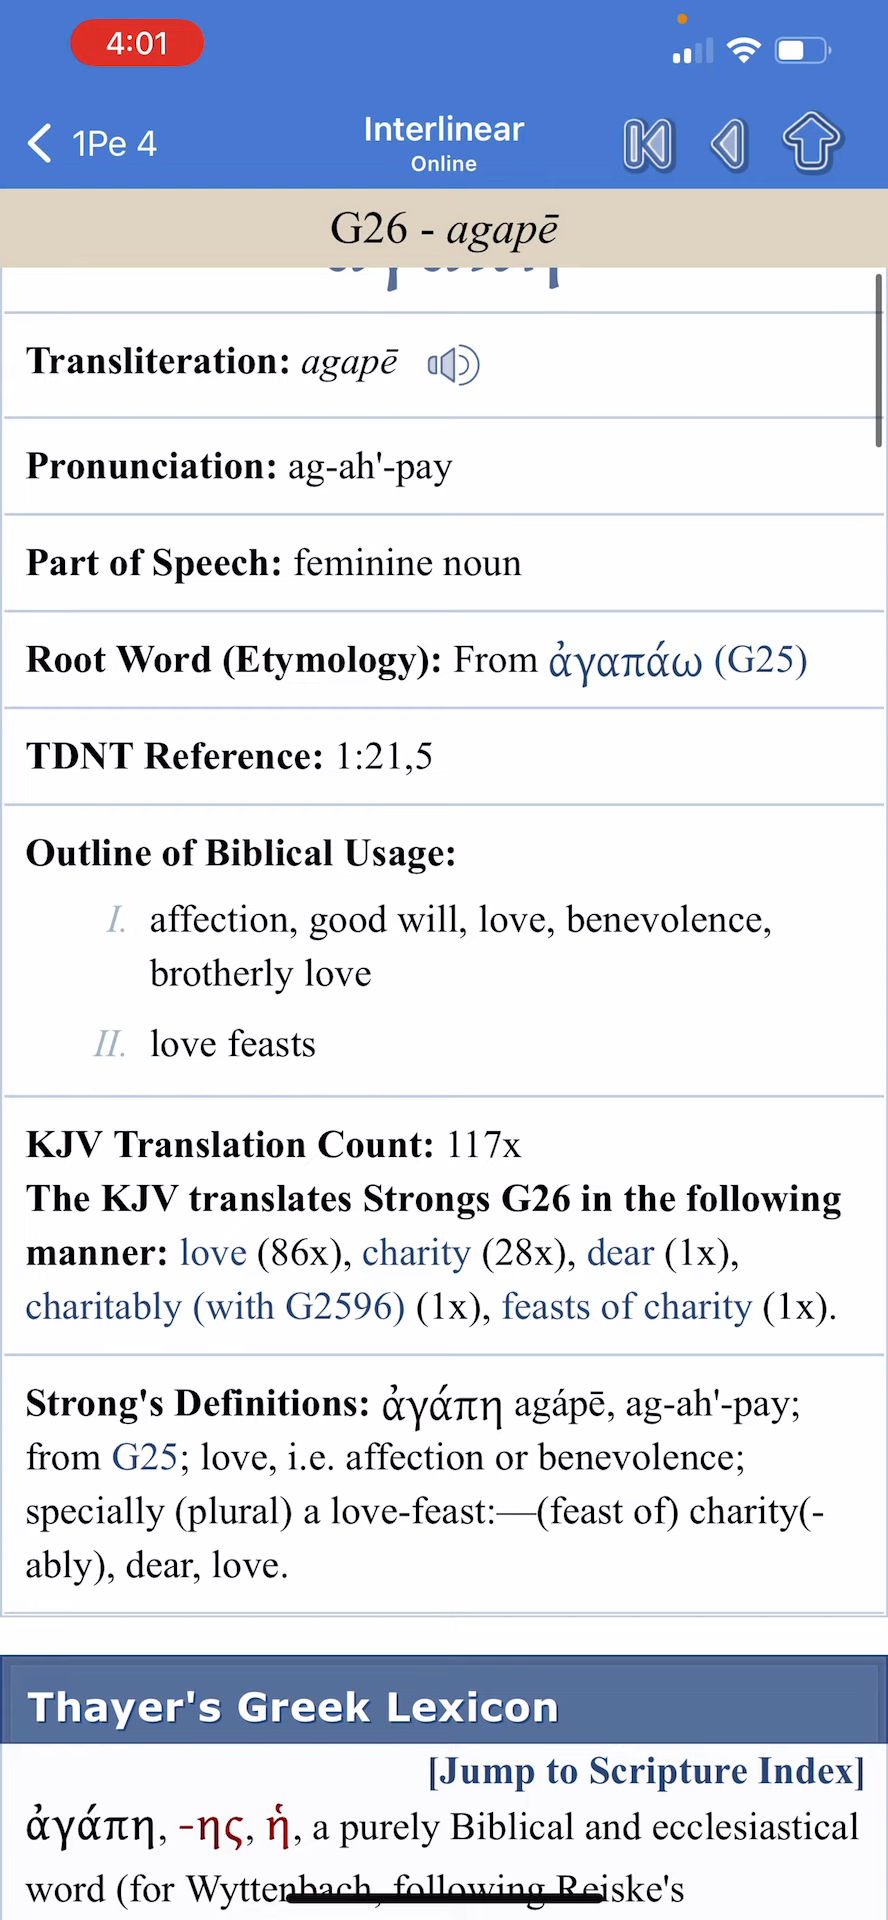 4:01
1Pe 4
Interlinear
Online
G26 - agapē
Transliteration: agapē
Pronunciation: ag-ah'-pay
Part of Speech: feminine noun
Root Word (Etymology): From ἀγαπάω (G25)
TDNT Reference: 1:21,5
Outline of Biblical Usage:
I. affection, good will, love, benevolence,
brotherly love
II. love feasts
KJV Translation Count: 117x
The KJV translates Strongs G26 in the following
manner: love (86x), charity (28x), dear (1x),
charitably (with G2596) (1x), feasts of charity (1x).
Strong's Definitions: ἀγάπη agápē, ag-ah'-pay;
from G25; love, i.e. affection or benevolence;
specially (plural) a love-feast:—(feast of) charity(-
ably), dear, love.
Thayer's Greek Lexicon
[Jump to Scripture Index]
ἀγάπη, -ης, ἡ, a purely Biblical and ecclesiastical
word (for Wyttenbach, following Reiske's